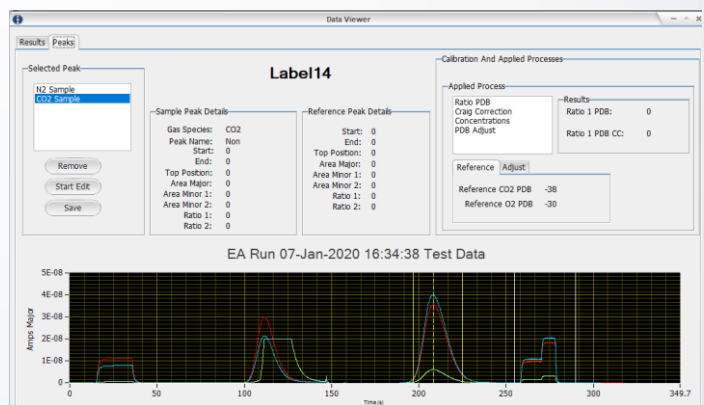 Data Viewer
Results Peaks
Selected Peak
N2 Sample
CO2 Sample
Remove
Start Edit
Save
Label14
Sample Peak Details
Gas Species: CO2
Peak Name: Non
Start: 0
End: 0
Top Position: 0
Area Major: 0
Area Minor 1: 0
Area Minor 2: 0
Ratio 1: 0
Ratio 2: 0
Reference Peak Details
Start: 0
End: 0
Top Position: 0
Area Major: 0
Area Minor 1: 0
Area Minor 2: 0
Ratio 1: 0
Ratio 2: 0
Calibration And Applied Processes
Applied Process
Ratio PDB
Craig Correction
Concentrations
PDB Adjust
Results
Ratio 1 PDB: 0
Ratio 1 PDB CC: 0
Reference Adjust
Reference CO2 PDB -38
Reference O2 PDB -30
EA Run 07-Jan-2020 16:34:38 Test Data
Amps Major
5E-08
4E-08
3E-08
2E-08
1E-08
0
0 50 100 150 200 250 300 349.7
Time(s)